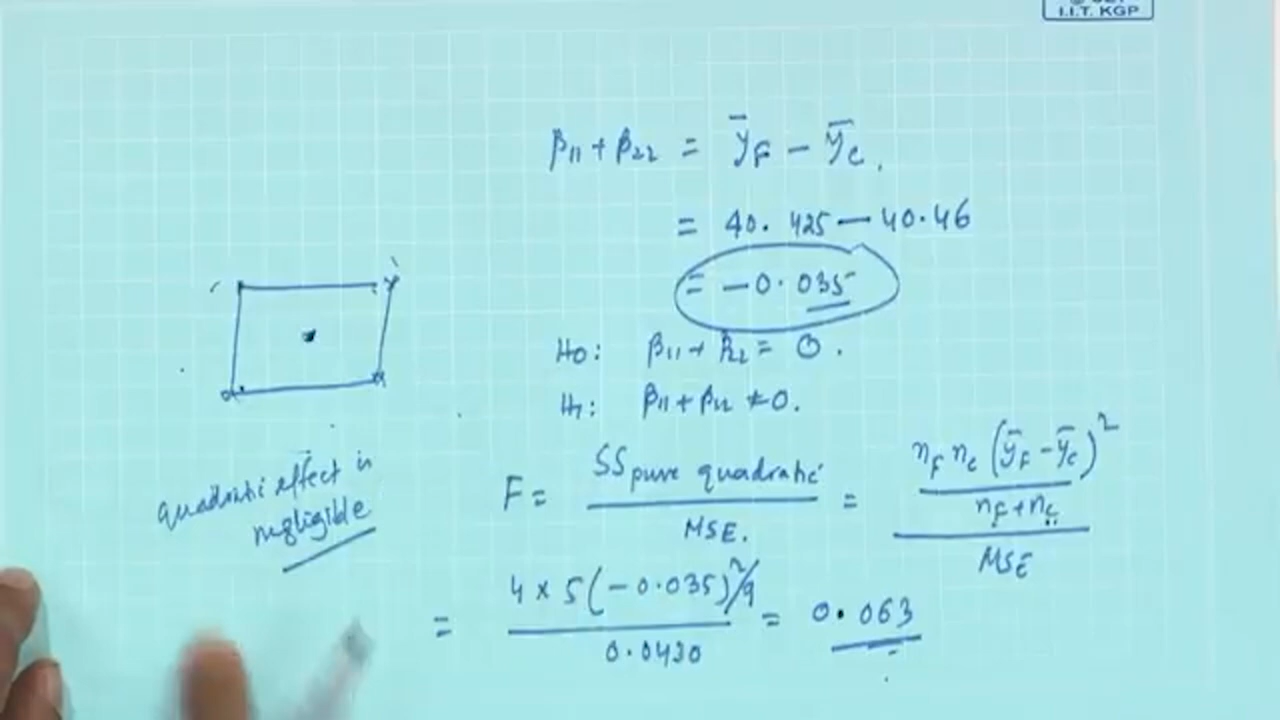 I.I.T. KGP
β₁₁ + β₂₂ = ȳF − ȳc.
= 40.425 — 40.46
= −0.035
H₀: β₁₁ + β₂₂ = 0.
H₁: β₁₁ + β₂₂ ≠ 0.
F = SS pure quadratic / MSE. = (nF nc (ȳF − ȳc)² / nF + nc) / MSE
quadratic effect is
negligible
= 4 × 5 (−0.035)²/9 / 0.0430 = 0.063